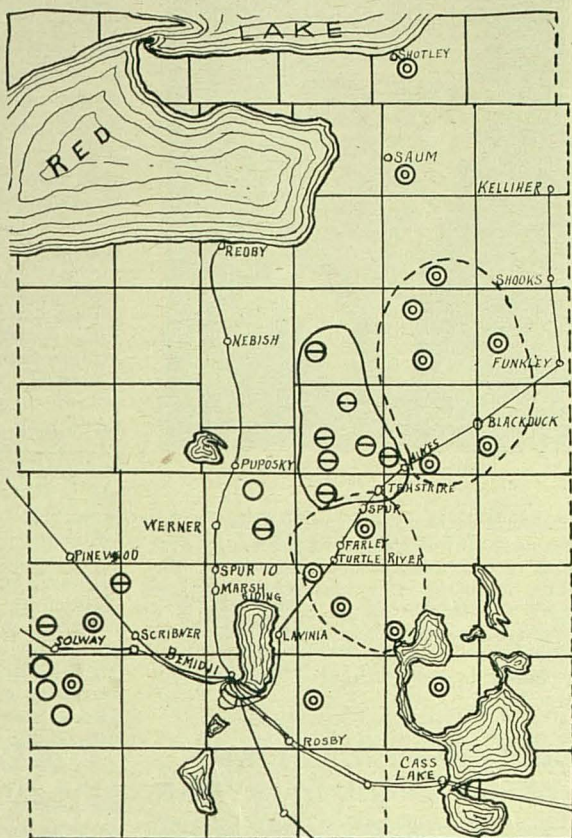 LAKE
SHOTLEY
RED
SAUM
KELLIHER
REDBY
SHOOKS
NEBISH
FUNKLEY
BLACKDUCK
HINES
PUPOSKY
TENSTRIKE
SPUR
WERNER
FARLEY
PINEWOOD
TURTLE RIVER
SPUR 10
MARSH
SIDING
SCRIBNER
LAVINIA
SOLWAY
BEMIDJI
ROSBY
CASS
LAKE